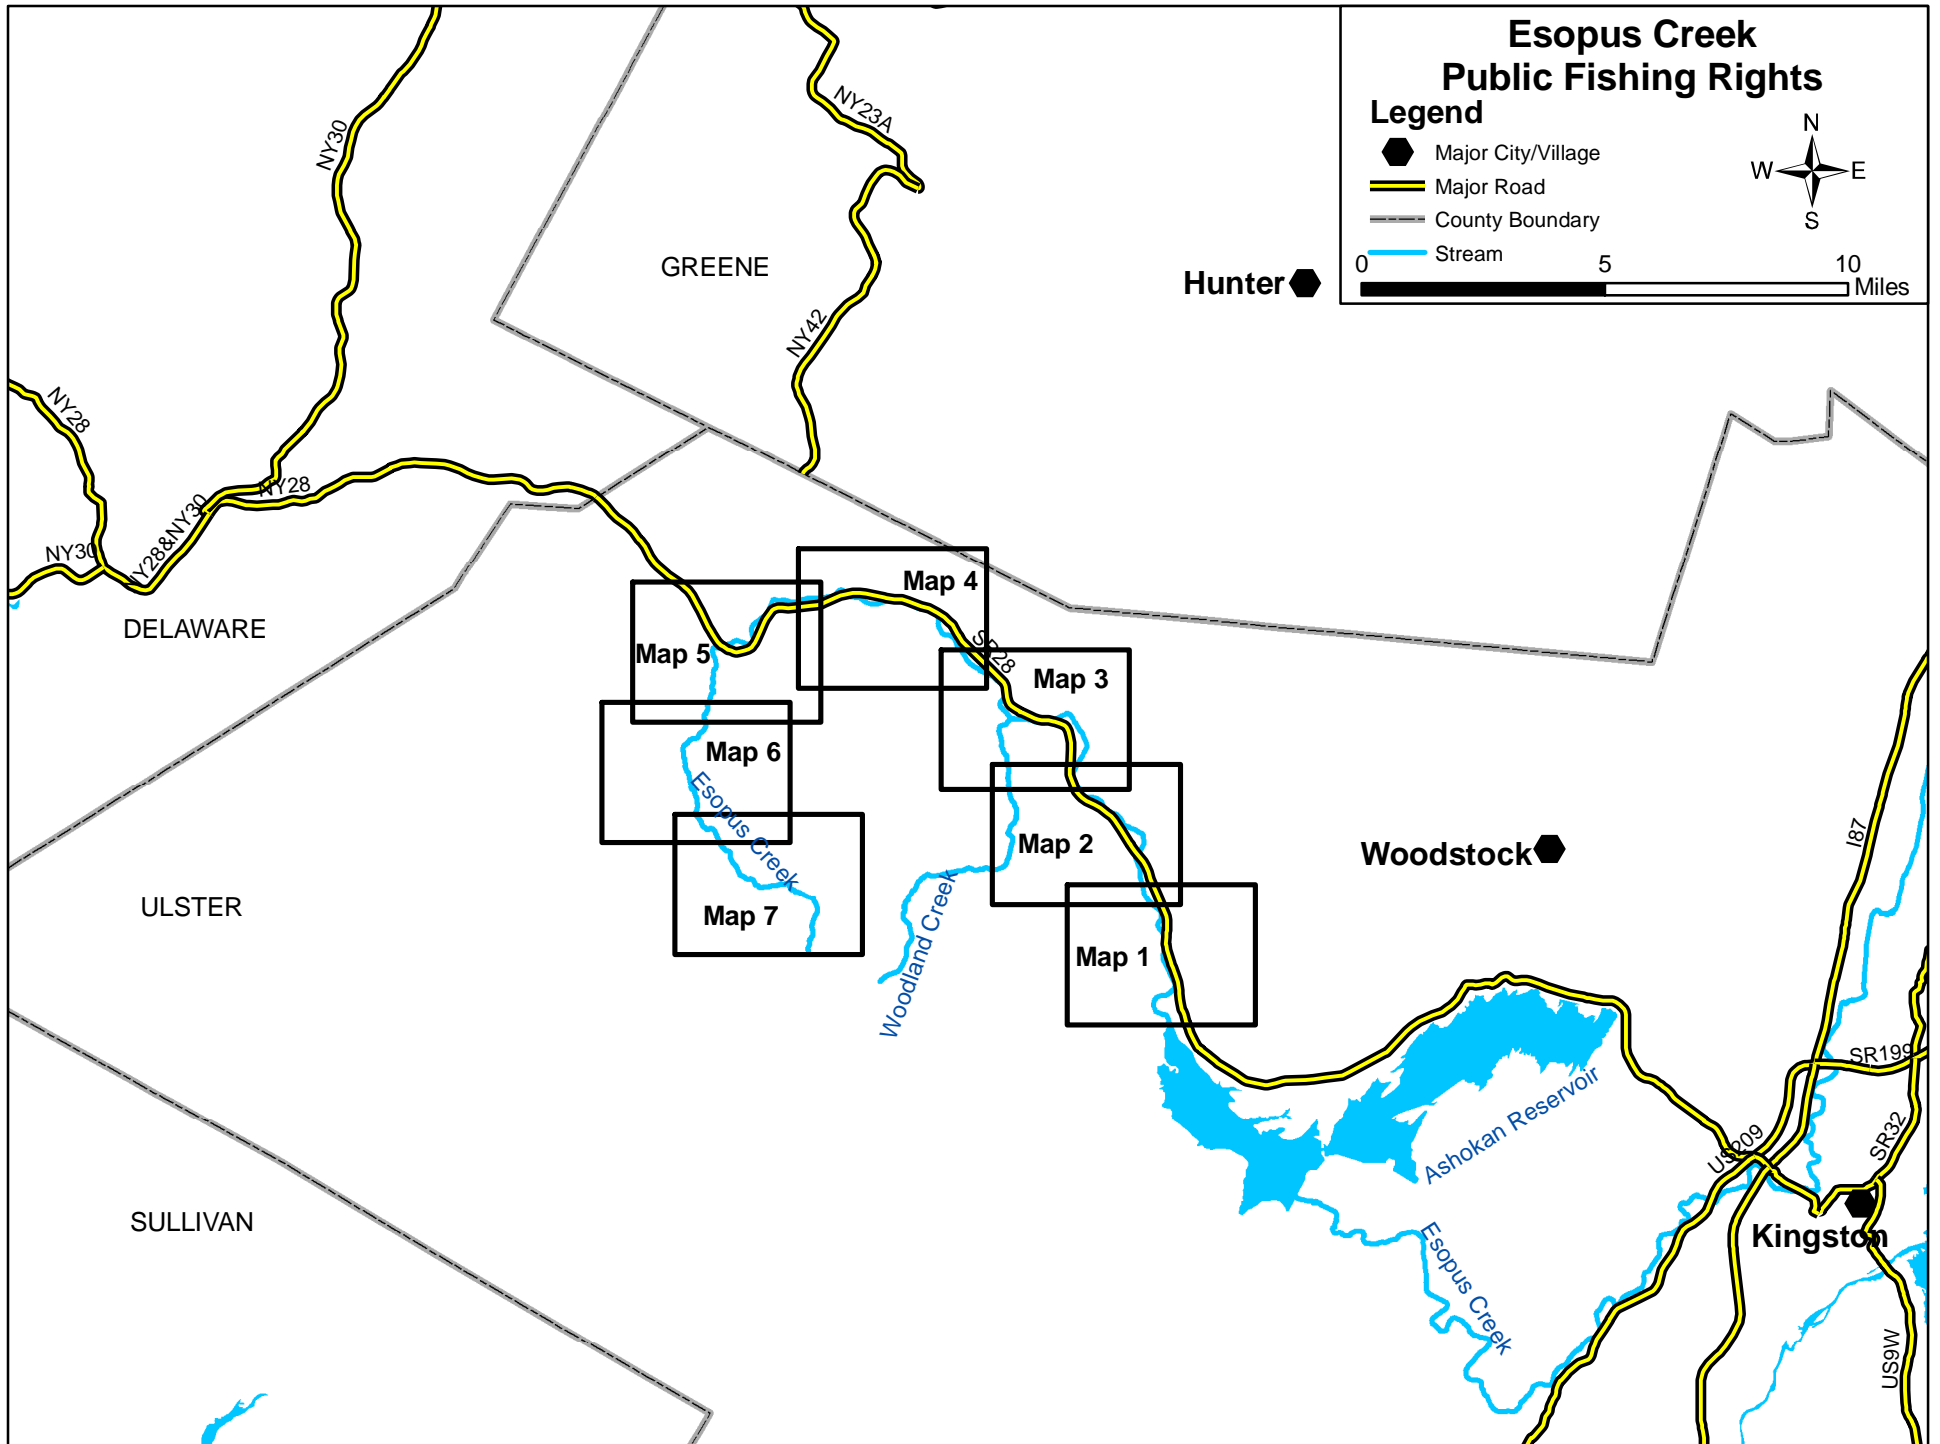 Esopus Creek
Public Fishing Rights
Legend
Major City/Village
Major Road
County Boundary
Stream
N
W
E
S
0
5
10
Miles
NY30
NY23A
GREENE
Hunter
NY42
NY28
NY28
NY28&NY30
NY30
DELAWARE
Map 4
SR28
Map 5
Map 3
Map 6
Esopus Creek
Map 2
Woodstock
I87
ULSTER
Map 7
Woodland Creek
Map 1
SR199
Ashokan Reservoir
US209
SR32
SULLIVAN
Kingston
Esopus Creek
US9W